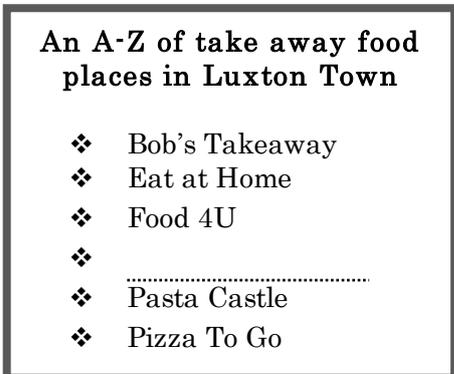 An A-Z of take away food
places in Luxton Town
❖ Bob's Takeaway
❖ Eat at Home
❖ Food 4U
❖ ....................................
❖ Pasta Castle
❖ Pizza To Go